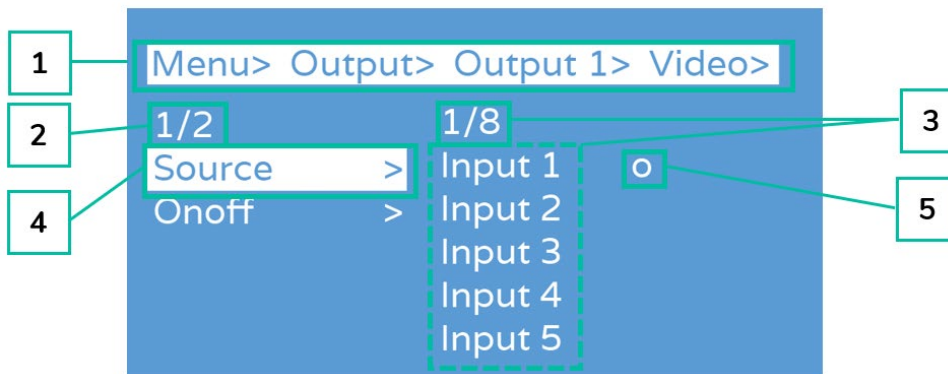 1
Menu> Output> Output 1> Video>
2
1/2
1/8
3
Source >
Input 1
o
4
Onoff >
Input 2
5
Input 3
Input 4
Input 5